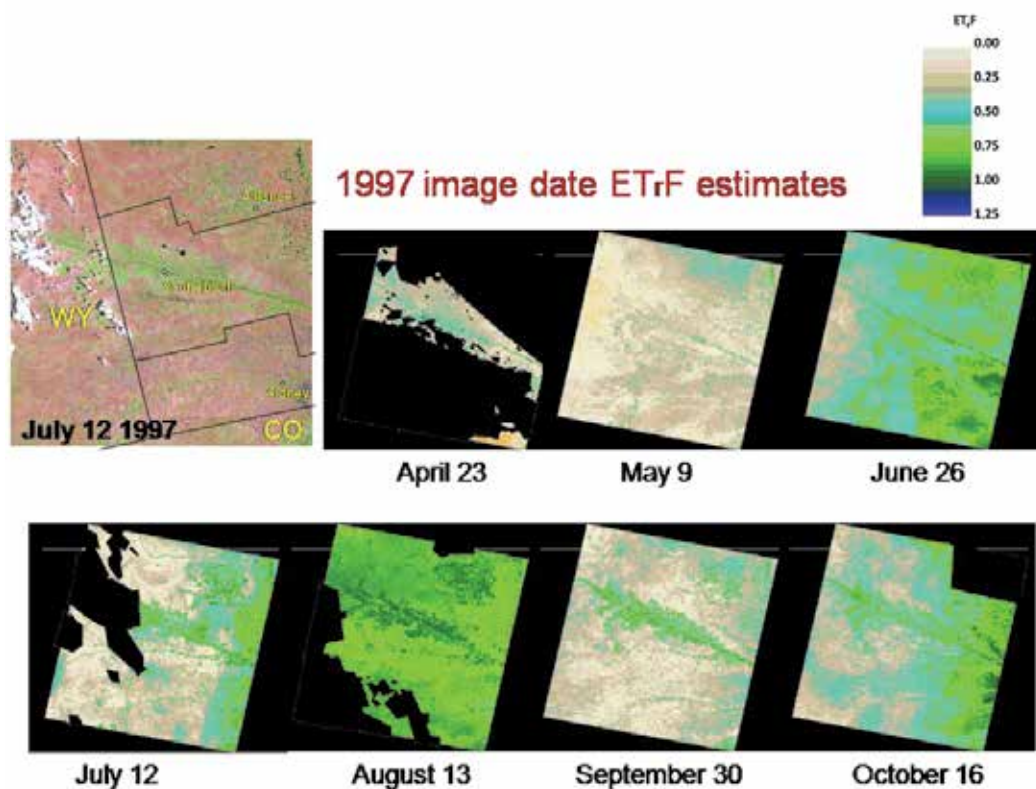 ETrF
0.00
0.25
0.50
0.75
1.00
1.25
1997 image date ETrF estimates
WY
July 12 1997
CO
April 23
May 9
June 26
July 12
August 13
September 30
October 16